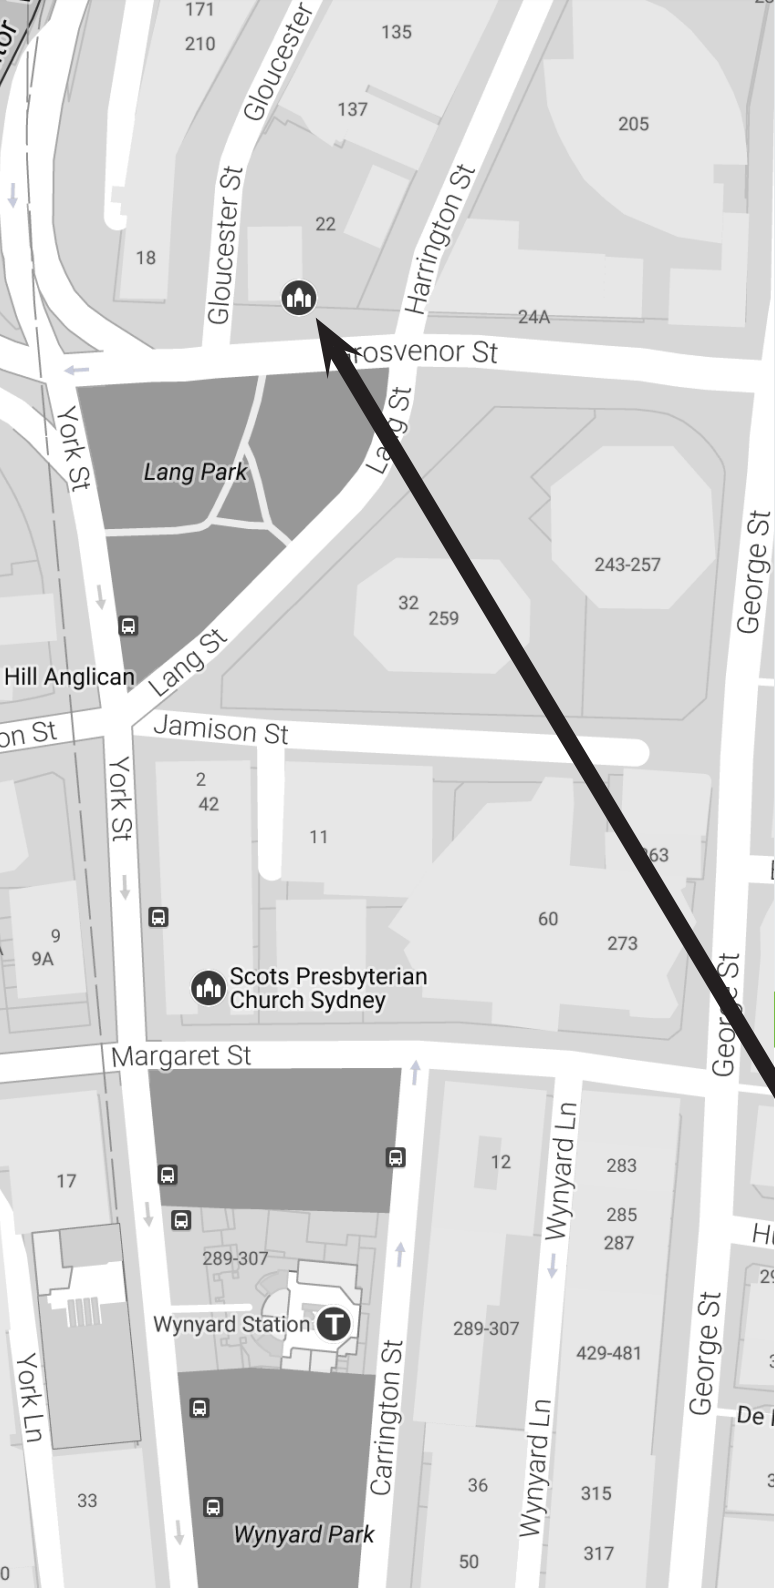 171
210
135
Gloucester
137
205
Gloucester St
Harrington St
22
18
24A
Grosvenor St
York St
Lang St
Lang Park
243-257
George St
32
259
Lang St
Hill Anglican
on St
Jamison St
York St
2
42
11
263
9
9A
60
273
Scots Presbyterian
Church Sydney
George St
Margaret St
12
Wynyard Ln
283
17
285
287
289-307
Wynyard Station
T
289-307
429-481
George St
York Ln
Carrington St
Wynyard Ln
De
36
315
33
Wynyard Park
50
317